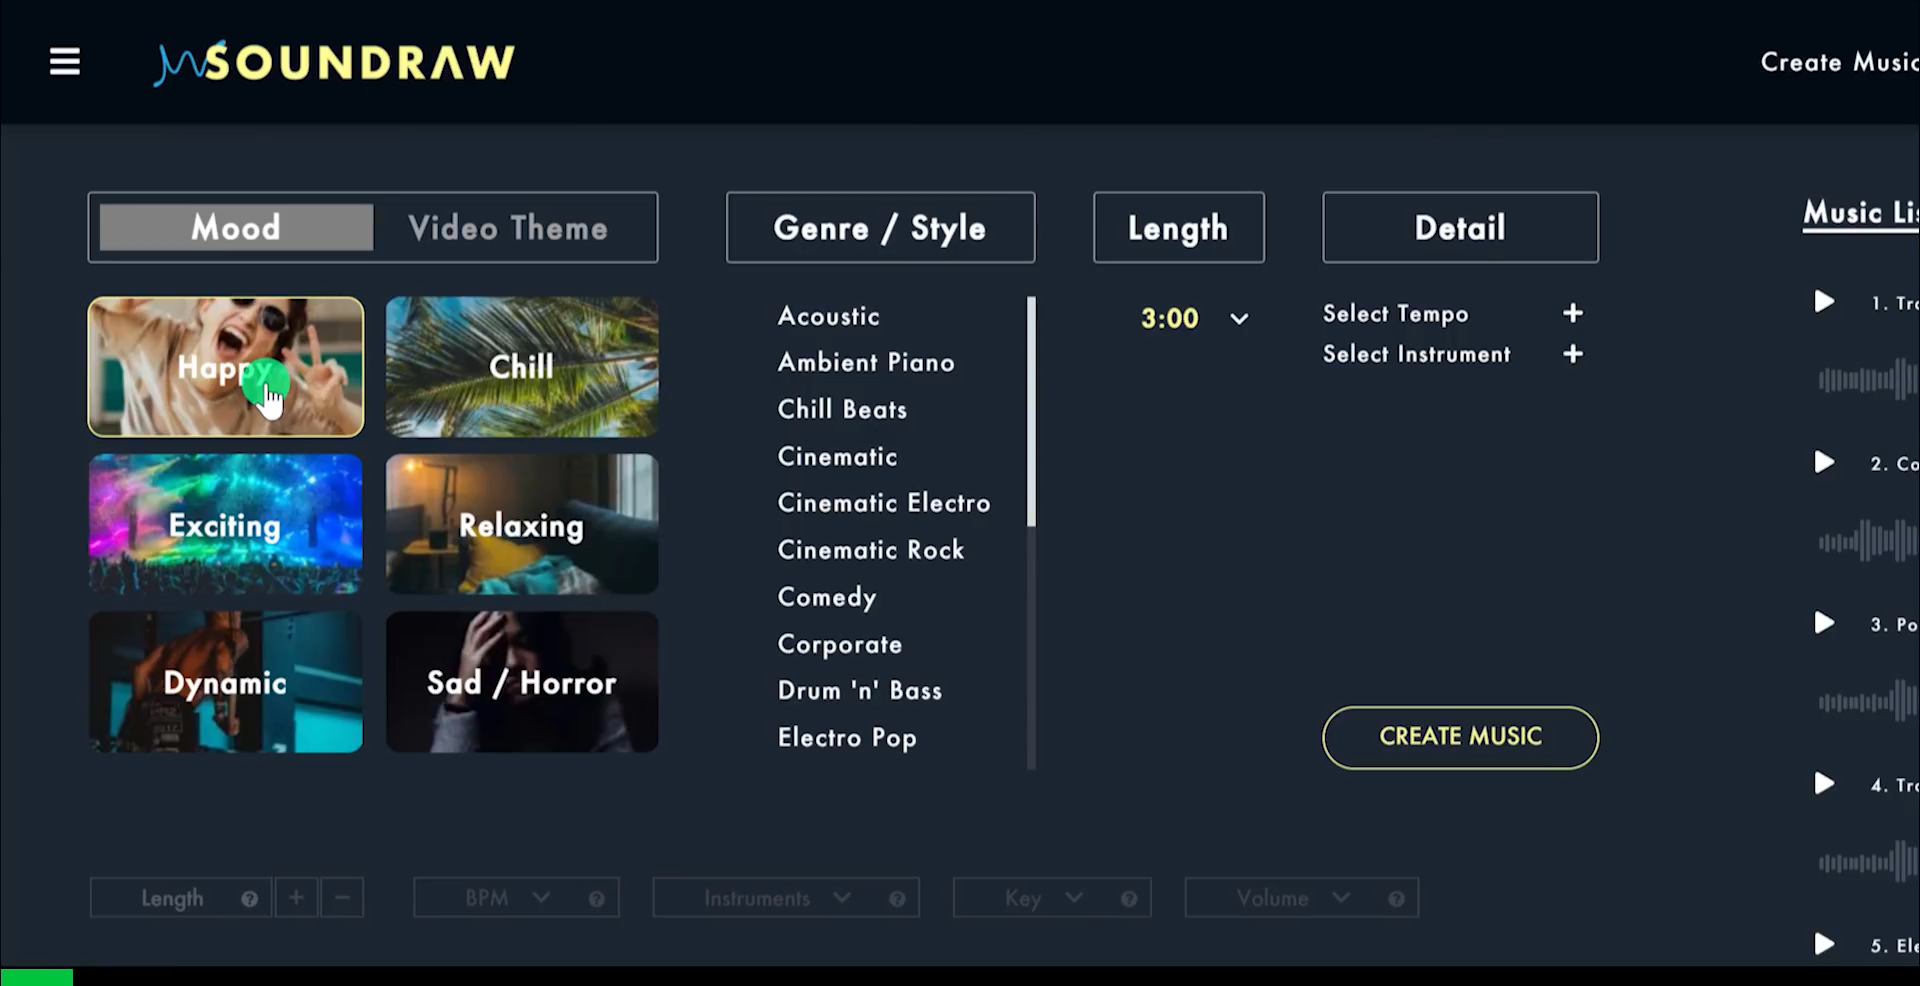 SOUNDRAW
Create Music
Mood
Video Theme
Genre / Style
Length
Detail
Music Li
Happy
Chill
Exciting
Relaxing
Dynamic
Sad / Horror
Acoustic
Ambient Piano
Chill Beats
Cinematic
Cinematic Electro
Cinematic Rock
Comedy
Corporate
Drum 'n' Bass
Electro Pop
3:00
Select Tempo +
Select Instrument +
CREATE MUSIC
1. Tr
2. Co
3. Po
4. Tr
5. Ele
Length ? + −
BPM ?
Instruments ?
Key ?
Volume ?